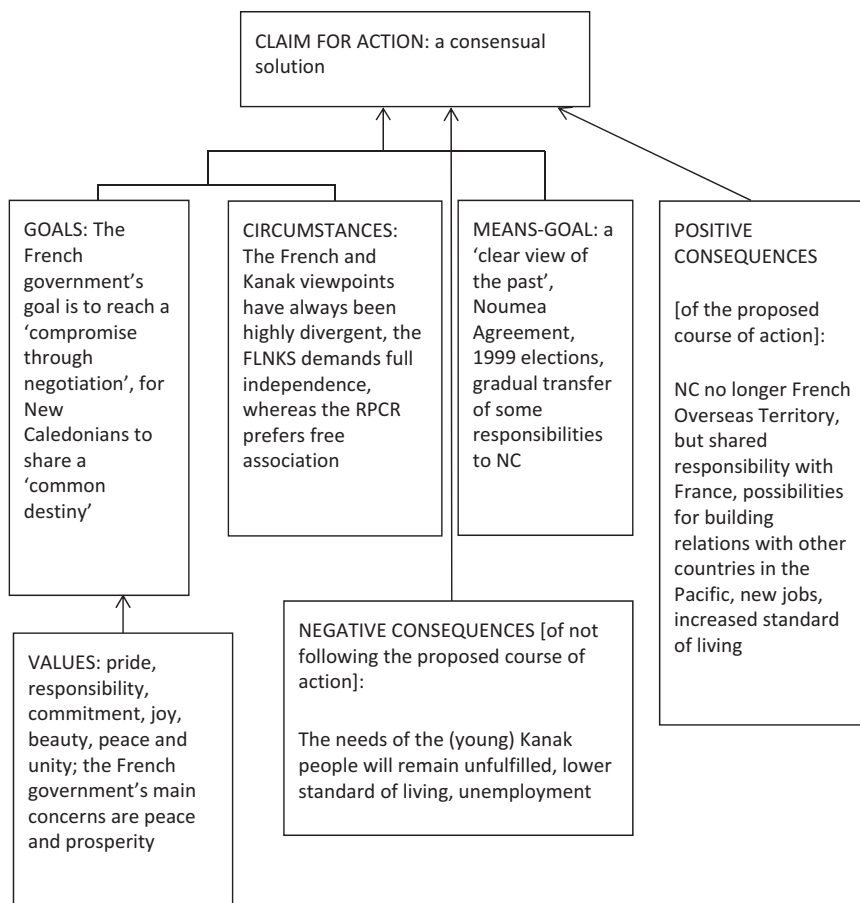 CLAIM FOR ACTION: a consensual
solution
GOALS: The
French
government’s
goal is to reach a
‘compromise
through
negotiation’, for
New
Caledonians to
share a
‘common
destiny’
CIRCUMSTANCES:
The French and
Kanak viewpoints
have always been
highly divergent, the
FLNKS demands full
independence,
whereas the RPCR
prefers free
association
MEANS-GOAL: a
‘clear view of
the past’,
Noumea
Agreement,
1999 elections,
gradual transfer
of some
responsibilities
to NC
POSITIVE
CONSEQUENCES
[of the proposed
course of action]:
NC no longer French
Overseas Territory,
but shared
responsibility with
France, possibilities
for building
relations with other
countries in the
Pacific, new jobs,
increased standard
of living
VALUES: pride,
responsibility,
commitment, joy,
beauty, peace and
unity; the French
government’s main
concerns are peace
and prosperity
NEGATIVE CONSEQUENCES [of not
following the proposed course of
action]:
The needs of the (young) Kanak
people will remain unfulfilled, lower
standard of living, unemployment